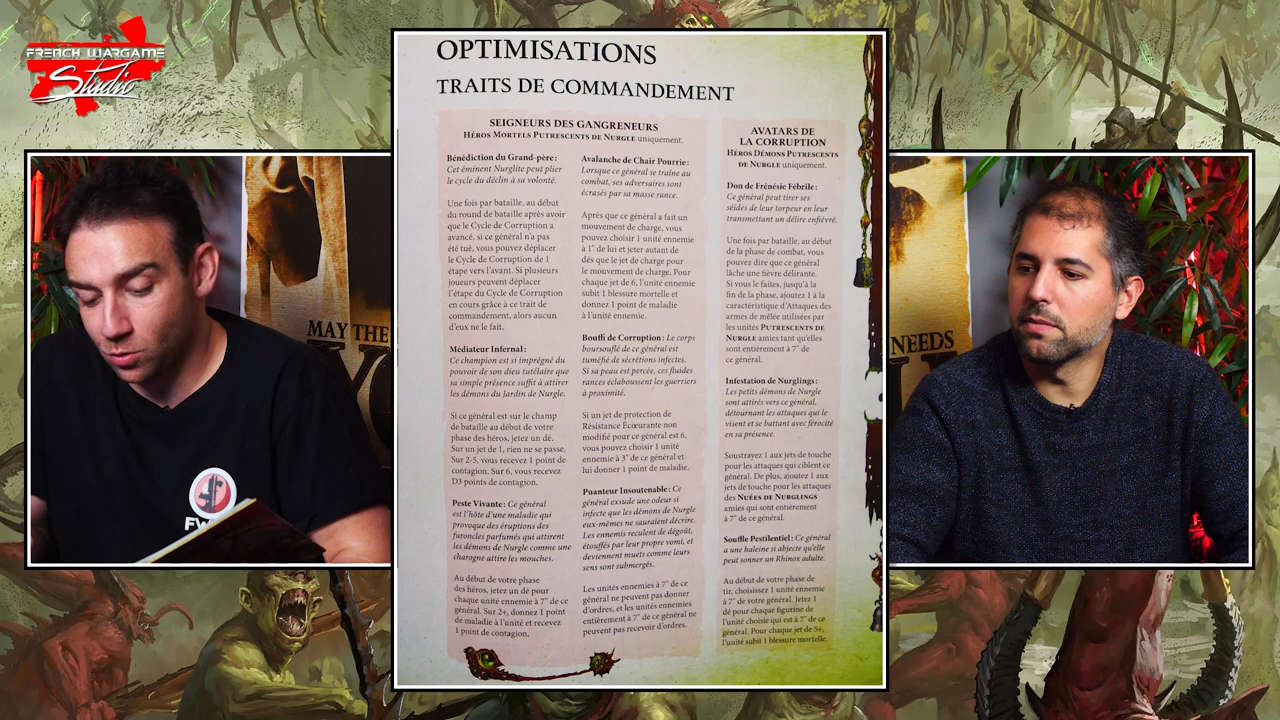 FRENCH WARGAME
Studio
OPTIMISATIONS
TRAITS DE COMMANDEMENT
SEIGNEURS DES GANGRENEURS
HÉROS MORTELS PUTRESCENTS DE NURGLE uniquement.
Bénédiction du Grand-père :
Cet éminent Nurglite peut plier
le cycle du déclin à sa volonté.
Une fois par bataille, au début
du round de bataille après avoir
que le Cycle de Corruption a
avancé, si ce général n'a pas
été tué, vous pouvez déplacer
le Cycle de Corruption de 1
étape vers l'avant. Si plusieurs
joueurs peuvent déplacer
l'étape du Cycle de Corruption
en cours grâce à ce trait de
commandement, alors aucun
d'eux ne le fait.
Médiateur Infernal :
Ce champion est si imprégné du
pouvoir de son dieu tutélaire que
sa simple présence suffit à attirer
les démons du Jardin de Nurgle.
Si ce général est sur le champ
de bataille au début de votre
phase des héros, jetez un dé.
Sur un jet de 1, rien ne se passe.
Sur 2-5, vous recevez 1 point de
contagion. Sur 6, vous recevez
D3 points de contagion.
Peste Vivante : Ce général
est l'hôte d'une maladie qui
provoque des éruptions des
furoncles parfumés qui attirent
les démons de Nurgle comme une
charogne attire les mouches.
Au début de votre phase
des héros, jetez un dé pour
chaque unité ennemie à 7" de ce
général. Sur 2+, donnez 1 point
de maladie à l'unité et recevez
1 point de contagion.
Avalanche de Chair Pourrie :
Lorsque ce général se traîne au
combat, ses adversaires sont
écrasés par sa masse rance.
Après que ce général a fait un
mouvement de charge, vous
pouvez choisir 1 unité ennemie
à 1" de lui et jeter autant de
dés que le jet de charge pour
le mouvement de charge. Pour
chaque jet de 6, l'unité ennemie
subit 1 blessure mortelle et
donnez 1 point de maladie
à l'unité ennemie.
Bouffi de Corruption : Le corps
boursouflé de ce général est
tuméfié de sécrétions infectes.
Si sa peau est percée, ces fluides
rances éclaboussent les guerriers
à proximité.
Si un jet de protection de
Résistance Écœurante non
modifié pour ce général est 6,
vous pouvez choisir 1 unité
ennemie à 3" de ce général et
lui donner 1 point de maladie.
Puanteur Insoutenable : Ce
général exsude une odeur si
infecte que les démons de Nurgle
eux-mêmes ne sauraient décrire.
Les ennemis reculent de dégoût,
étouffés par leur propre vomi, et
deviennent muets comme leurs
sens sont submergés.
Les unités ennemies à 7" de ce
général ne peuvent pas donner
d'ordres, et les unités ennemies
entièrement à 7" de ce général ne
peuvent pas recevoir d'ordres.
AVATARS DE
LA CORRUPTION
HÉROS DÉMONS PUTRESCENTS
DE NURGLE uniquement.
Don de Frénésie Fébrile :
Ce général peut tirer ses
séides de leur torpeur en leur
transmettant un délire enfiévré.
Une fois par bataille, au début
de la phase de combat, vous
pouvez dire que ce général
lâche une fièvre délirante.
Si vous le faites, jusqu'à la
fin de la phase, ajoutez 1 à la
caractéristique d'Attaques des
armes de mêlée utilisées par
les unités PUTRESCENTS DE
NURGLE amies tant qu'elles
sont entièrement à 7" de
ce général.
Infestation de Nurglings :
Les petits démons de Nurgle
sont attirés vers ce général,
détournant les attaques qui le
visent et se battant avec férocité
en sa présence.
Soustrayez 1 aux jets de touche
pour les attaques qui ciblent ce
général. De plus, ajoutez 1 aux
jets de touche pour les attaques
des NUÉES DE NURGLINGS
amies qui sont entièrement
à 7" de ce général.
Souffle Pestilentiel : Ce général
a une haleine si abjecte qu'elle
peut sonner un Rhinox adulte.
Au début de votre phase de
tir, choisissez 1 unité ennemie
à 7" de votre général. Jetez 1
dé pour chaque figurine de
l'unité choisie qui est à 7" de ce
général. Pour chaque jet de 5+,
l'unité subit 1 blessure mortelle.
MAY THE
NEEDS
FW